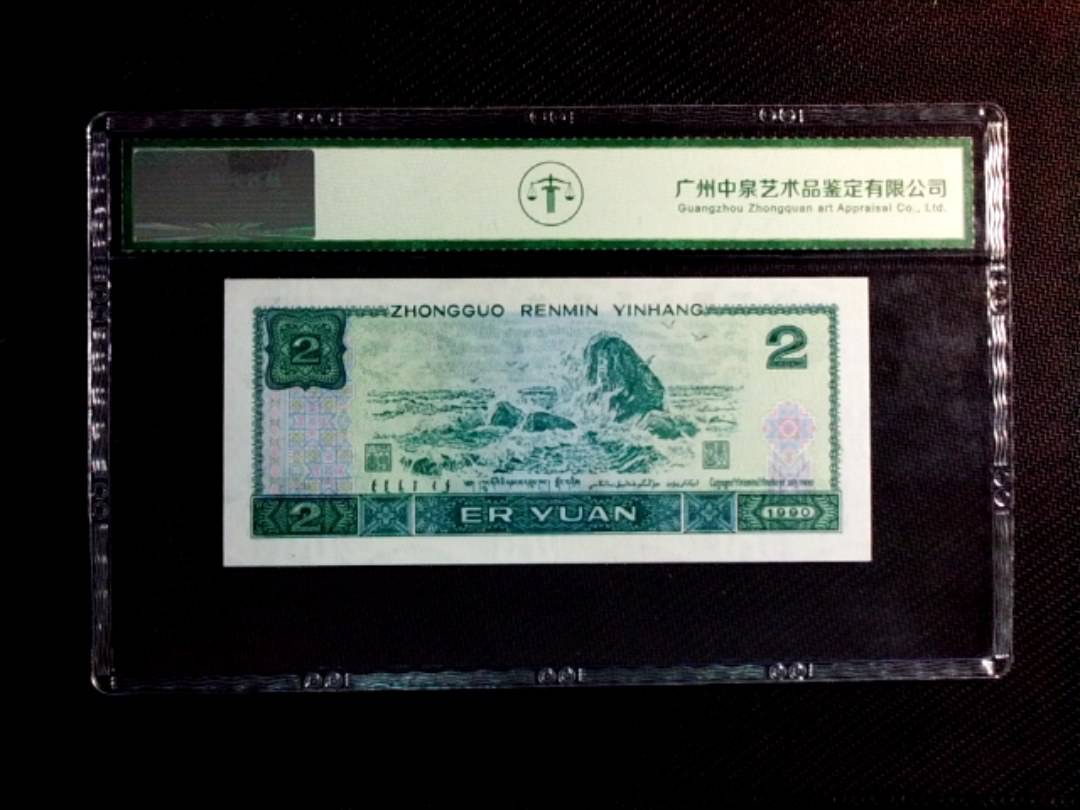 广州中泉艺术品鉴定有限公司
Guangzhou Zhongquan art Appraisal Co., Ltd.
ZHONGGUO RENMIN YINHANG
2
2
2
ER YUAN
1990